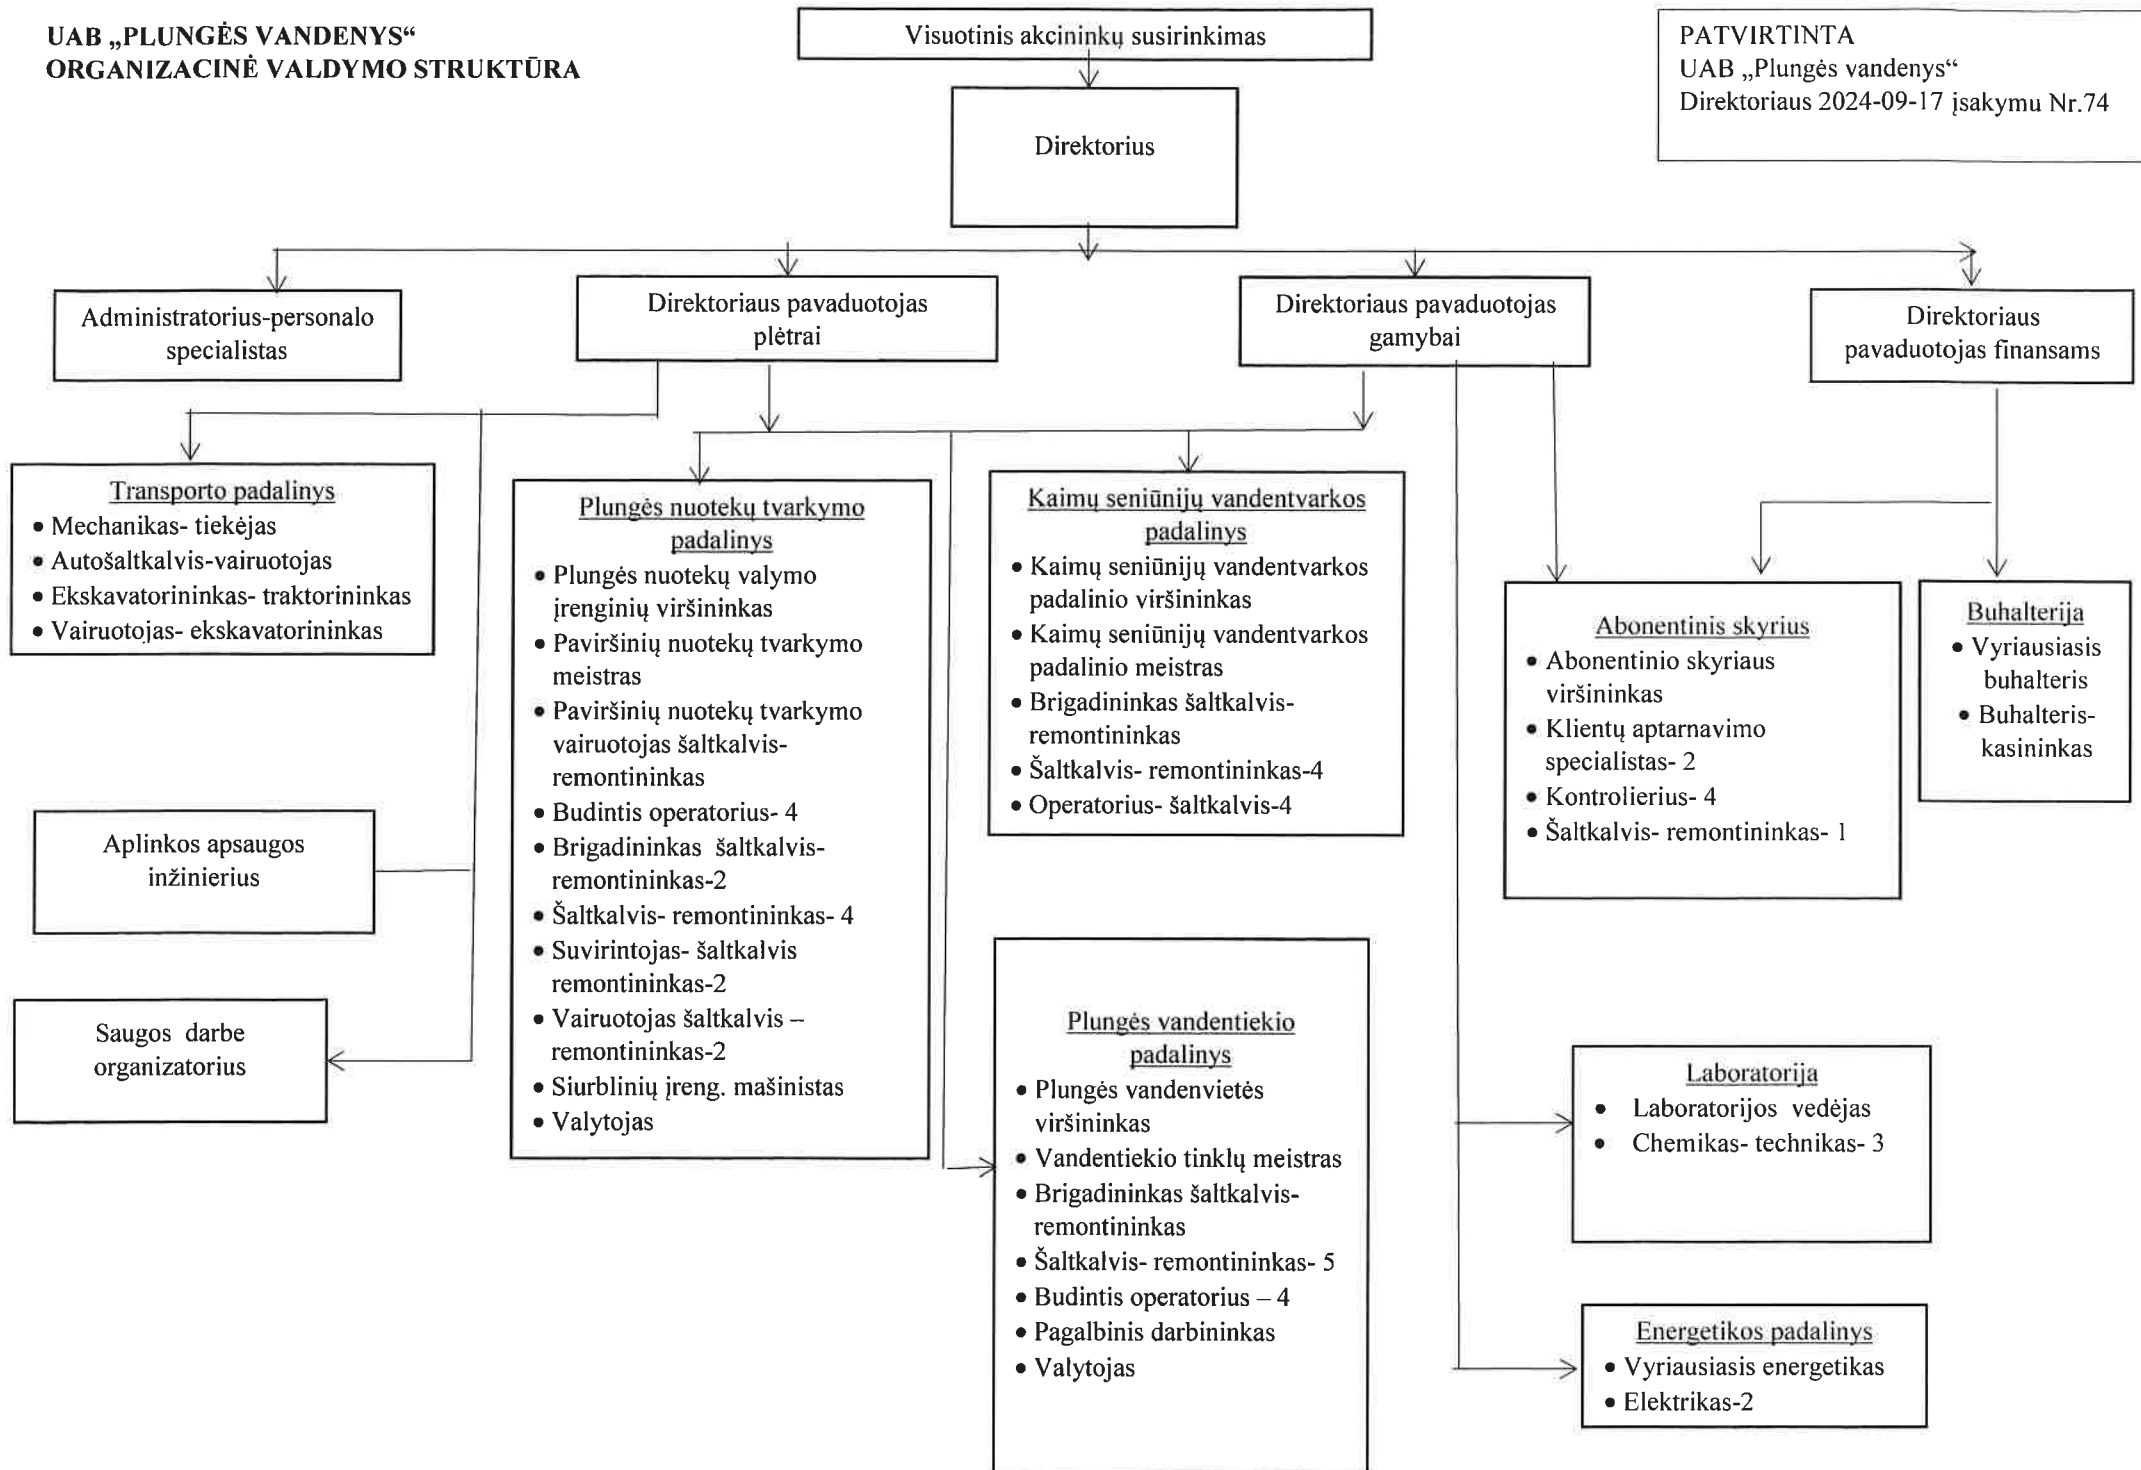 UAB „PLUNGĖS VANDENYS“
ORGANIZACINĖ VALDYMO STRUKTŪRA
Visuotinis akcininkų susirinkimas
PATVIRTINTA
UAB „Plungės vandenys“
Direktoriaus 2024-09-17 įsakymu Nr.74
Direktorius
Administratorius-personalo
specialistas
Direktoriaus pavaduotojas
plėtrai
Direktoriaus pavaduotojas
gamybai
Direktoriaus
pavaduotojas finansams
Transporto padalinys
• Mechanikas- tiekėjas
• Autošaltkalvis-vairuotojas
• Ekskavatorininkas- traktorininkas
• Vairuotojas- ekskavatorininkas
Plungės nuotekų tvarkymo
padalinys
• Plungės nuotekų valymo
įrenginių viršininkas
• Paviršinių nuotekų tvarkymo
meistras
• Paviršinių nuotekų tvarkymo
vairuotojas šaltkalvis-
remontininkas
• Budintis operatorius- 4
• Brigadininkas šaltkalvis-
remontininkas-2
• Šaltkalvis- remontininkas- 4
• Suvirintojas- šaltkalvis
remontininkas-2
• Vairuotojas šaltkalvis –
remontininkas-2
• Siurblinių įreng. mašinistas
• Valytojas
Kaimų seniūnijų vandentvarkos
padalinys
• Kaimų seniūnijų vandentvarkos
padalinio viršininkas
• Kaimų seniūnijų vandentvarkos
padalinio meistras
• Brigadininkas šaltkalvis-
remontininkas
• Šaltkalvis- remontininkas-4
• Operatorius- šaltkalvis-4
Abonentinis skyrius
• Abonentinio skyriaus
viršininkas
• Klientų aptarnavimo
specialistas- 2
• Kontrolierius- 4
• Šaltkalvis- remontininkas- 1
Buhalterija
• Vyriausiasis
buhalteris
• Buhalteris-
kasininkas
Aplinkos apsaugos
inžinierius
Saugos darbe
organizatorius
Plungės vandentiekio
padalinys
• Plungės vandenvietės
viršininkas
• Vandentiekio tinklų meistras
• Brigadininkas šaltkalvis-
remontininkas
• Šaltkalvis- remontininkas- 5
• Budintis operatorius – 4
• Pagalbinis darbininkas
• Valytojas
Laboratorija
• Laboratorijos vedėjas
• Chemikas- technikas- 3
Energetikos padalinys
• Vyriausiasis energetikas
• Elektrikas-2